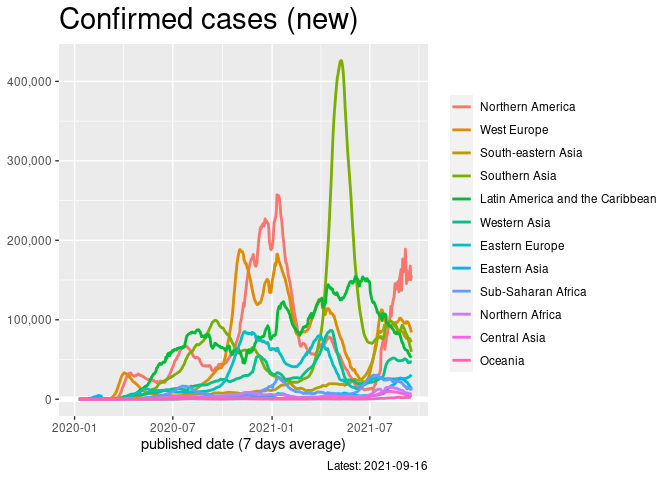 Confirmed cases (new)
400,000
300,000
200,000
100,000
0
2020-01
2020-07
2021-01
2021-07
published date (7 days average)
Latest: 2021-09-16
Northern America
West Europe
South-eastern Asia
Southern Asia
Latin America and the Caribbean
Western Asia
Eastern Europe
Eastern Asia
Sub-Saharan Africa
Northern Africa
Central Asia
Oceania